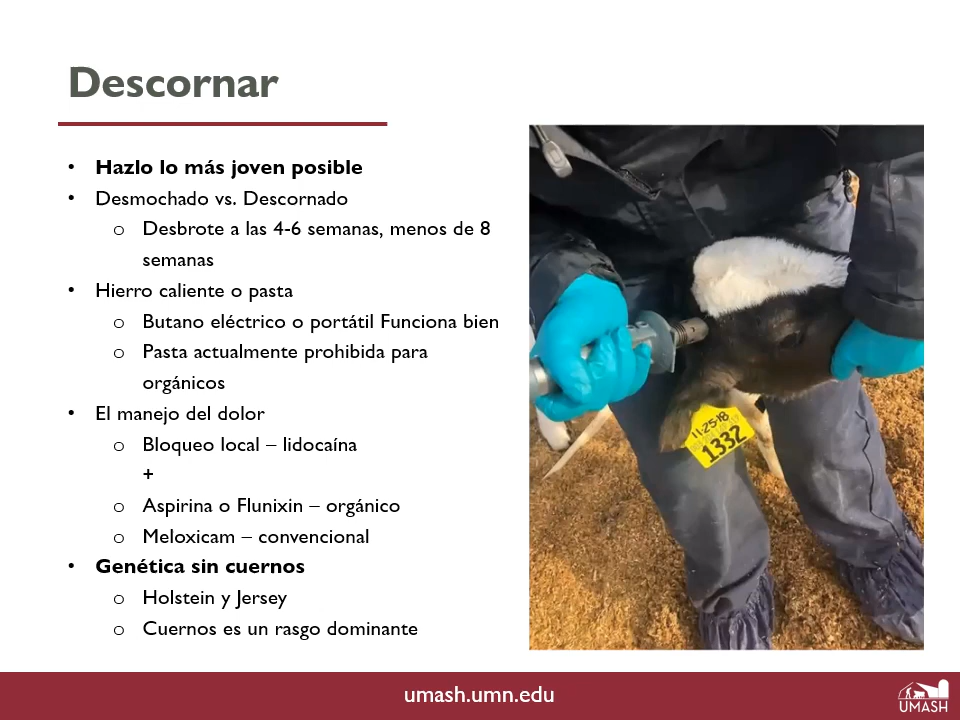 Descornar
• Hazlo lo más joven posible
• Desmochado vs. Descornado
o Desbrote a las 4-6 semanas, menos de 8
semanas
• Hierro caliente o pasta
o Butano eléctrico o portátil Funciona bien
o Pasta actualmente prohibida para
orgánicos
• El manejo del dolor
o Bloqueo local – lidocaína
+
o Aspirina o Flunixin – orgánico
o Meloxicam – convencional
• Genética sin cuernos
o Holstein y Jersey
o Cuernos es un rasgo dominante
11-25-18
1332
umash.umn.edu
UMASH